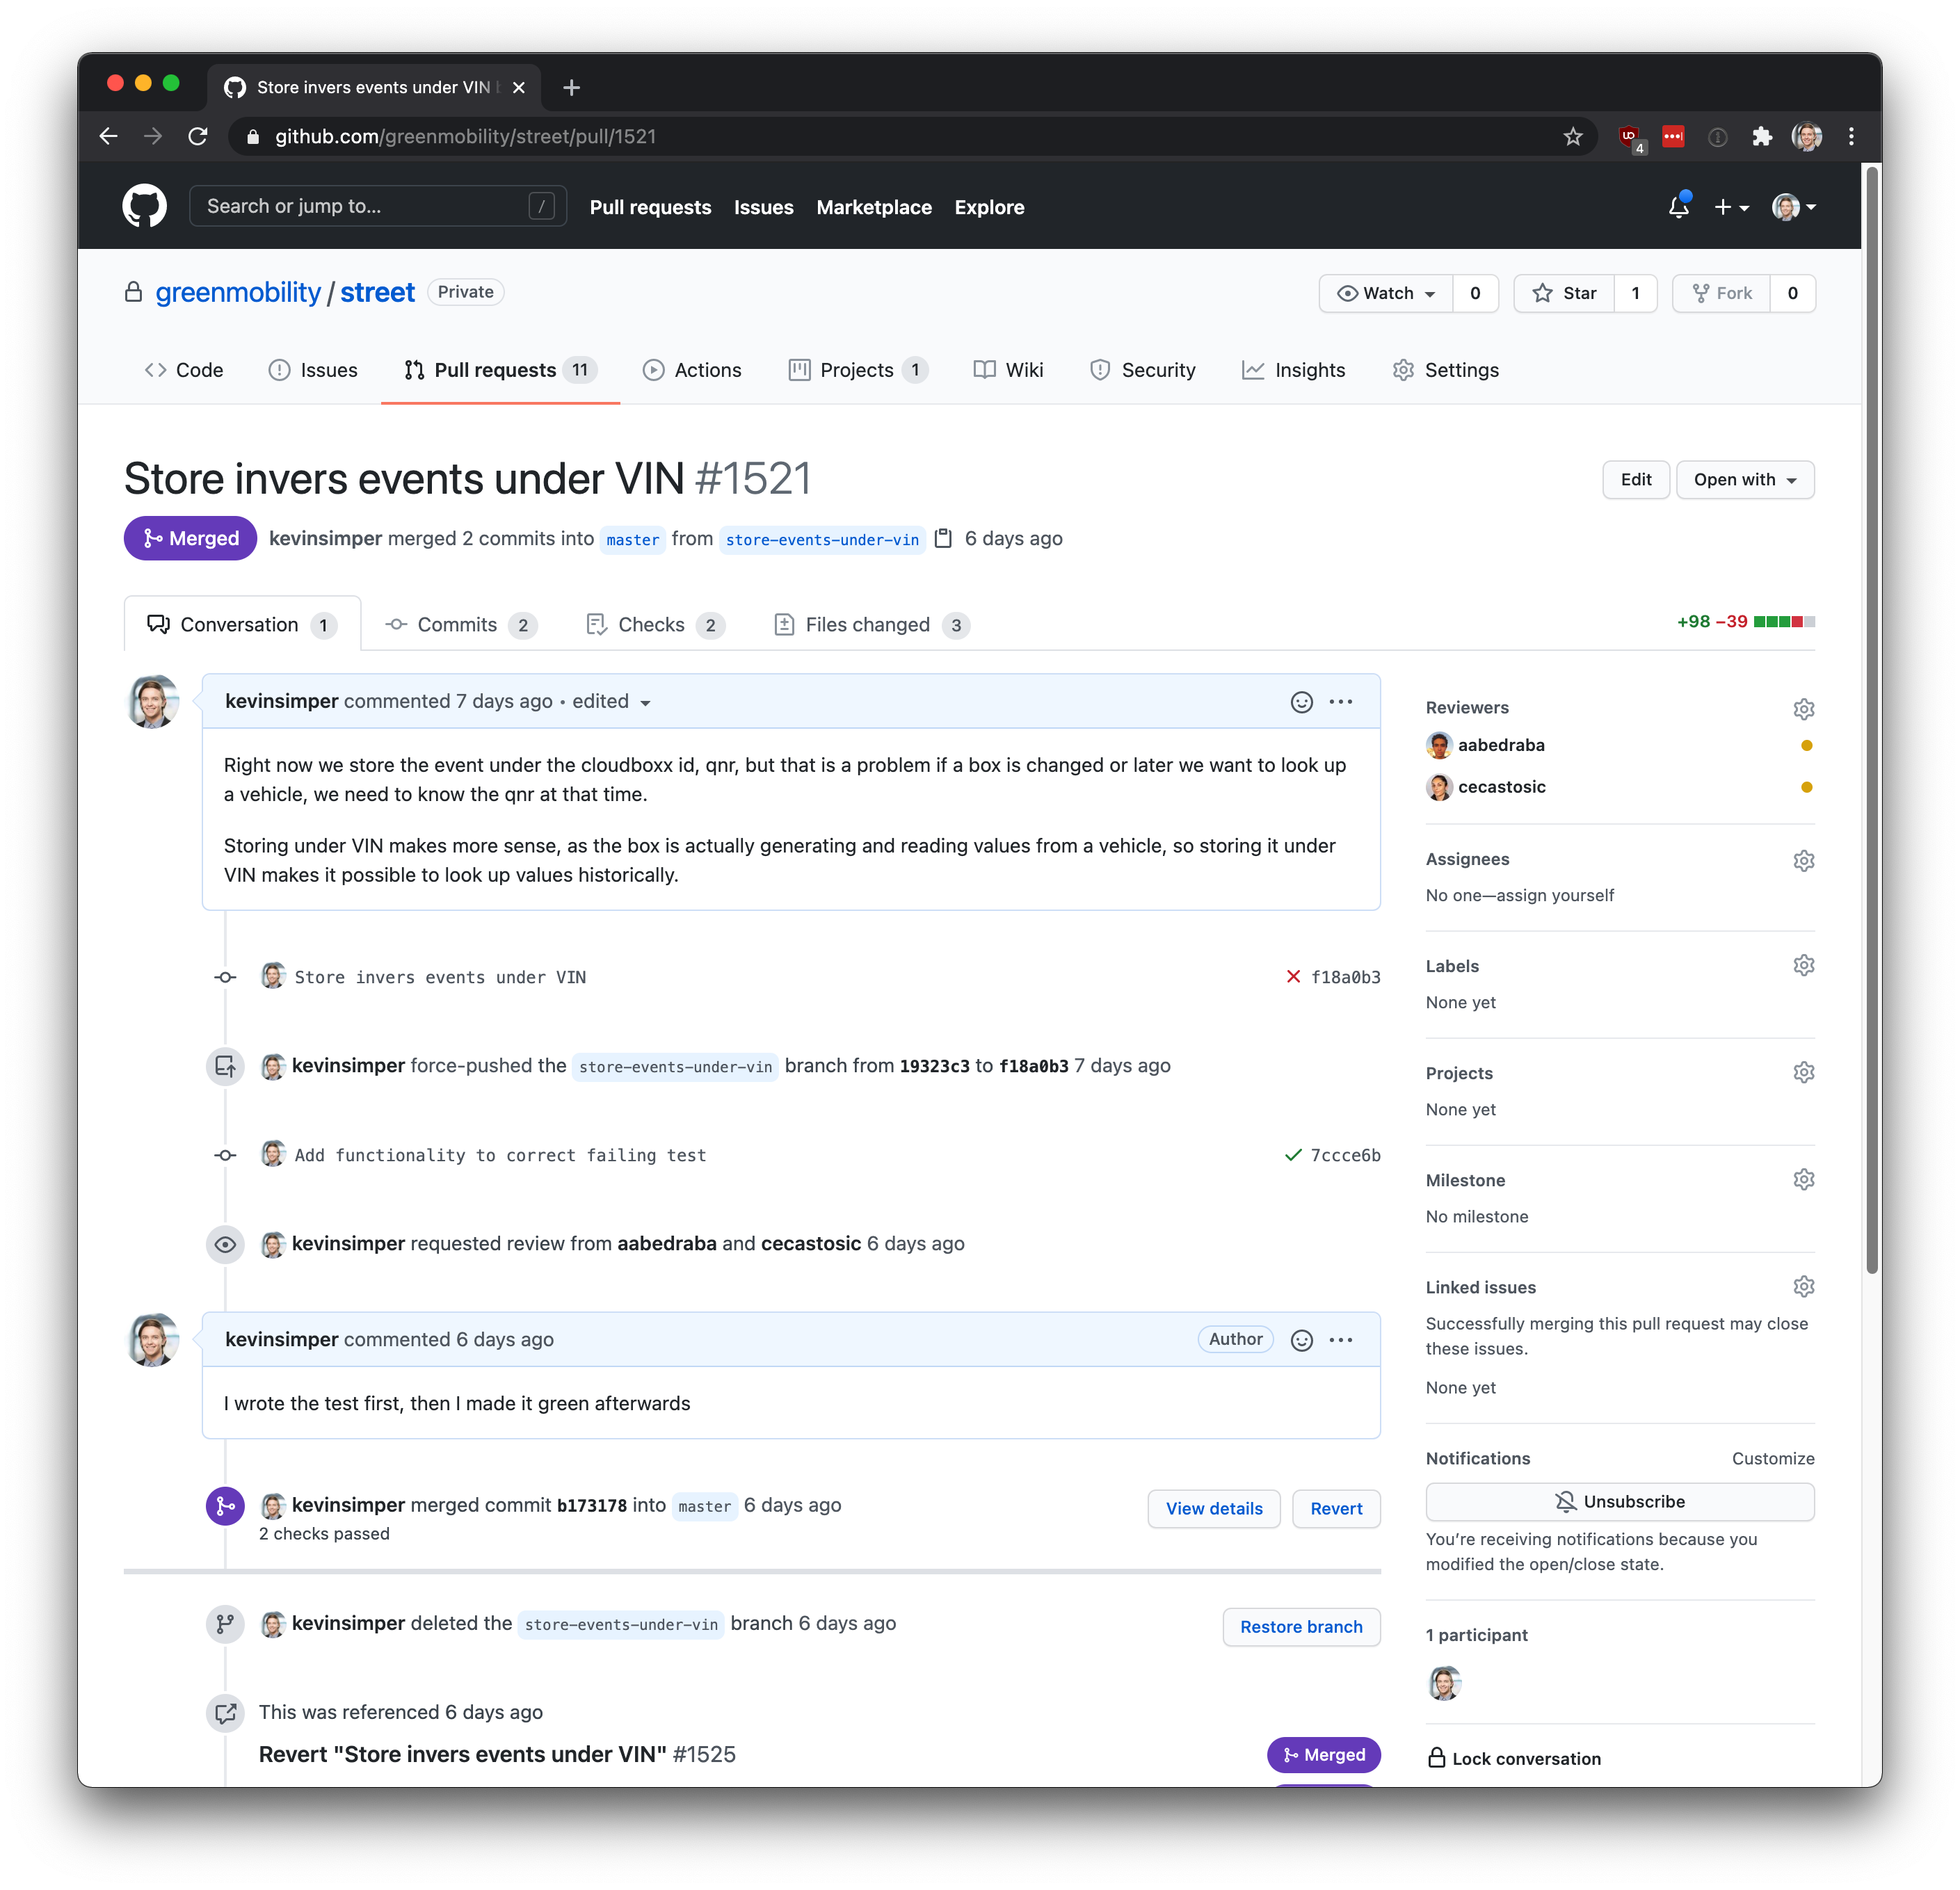 Store invers events under VIN
github.com/greenmobility/street/pull/1521
4
Search or jump to... /
Pull requests Issues Marketplace Explore
greenmobility / street Private
Watch 0 Star 1 Fork 0
Code Issues Pull requests 11 Actions Projects 1 Wiki Security Insights Settings
Store invers events under VIN #1521
Edit Open with
Merged kevinsimper merged 2 commits into master from store-events-under-vin 6 days ago
Conversation 1 Commits 2 Checks 2 Files changed 3
+98 −39
kevinsimper commented 7 days ago • edited
Right now we store the event under the cloudboxx id, qnr, but that is a problem if a box is changed or later we want to look up
a vehicle, we need to know the qnr at that time.
Storing under VIN makes more sense, as the box is actually generating and reading values from a vehicle, so storing it under
VIN makes it possible to look up values historically.
Store invers events under VIN f18a0b3
kevinsimper force-pushed the store-events-under-vin branch from 19323c3 to f18a0b3 7 days ago
Add functionality to correct failing test 7ccce6b
kevinsimper requested review from aabedraba and cecastosic 6 days ago
kevinsimper commented 6 days ago Author
I wrote the test first, then I made it green afterwards
kevinsimper merged commit b173178 into master 6 days ago
2 checks passed
View details Revert
kevinsimper deleted the store-events-under-vin branch 6 days ago
Restore branch
This was referenced 6 days ago
Revert "Store invers events under VIN" #1525 Merged
Reviewers
aabedraba
cecastosic
Assignees
No one—assign yourself
Labels
None yet
Projects
None yet
Milestone
No milestone
Linked issues
Successfully merging this pull request may close
these issues.
None yet
Notifications Customize
Unsubscribe
You’re receiving notifications because you
modified the open/close state.
1 participant
Lock conversation